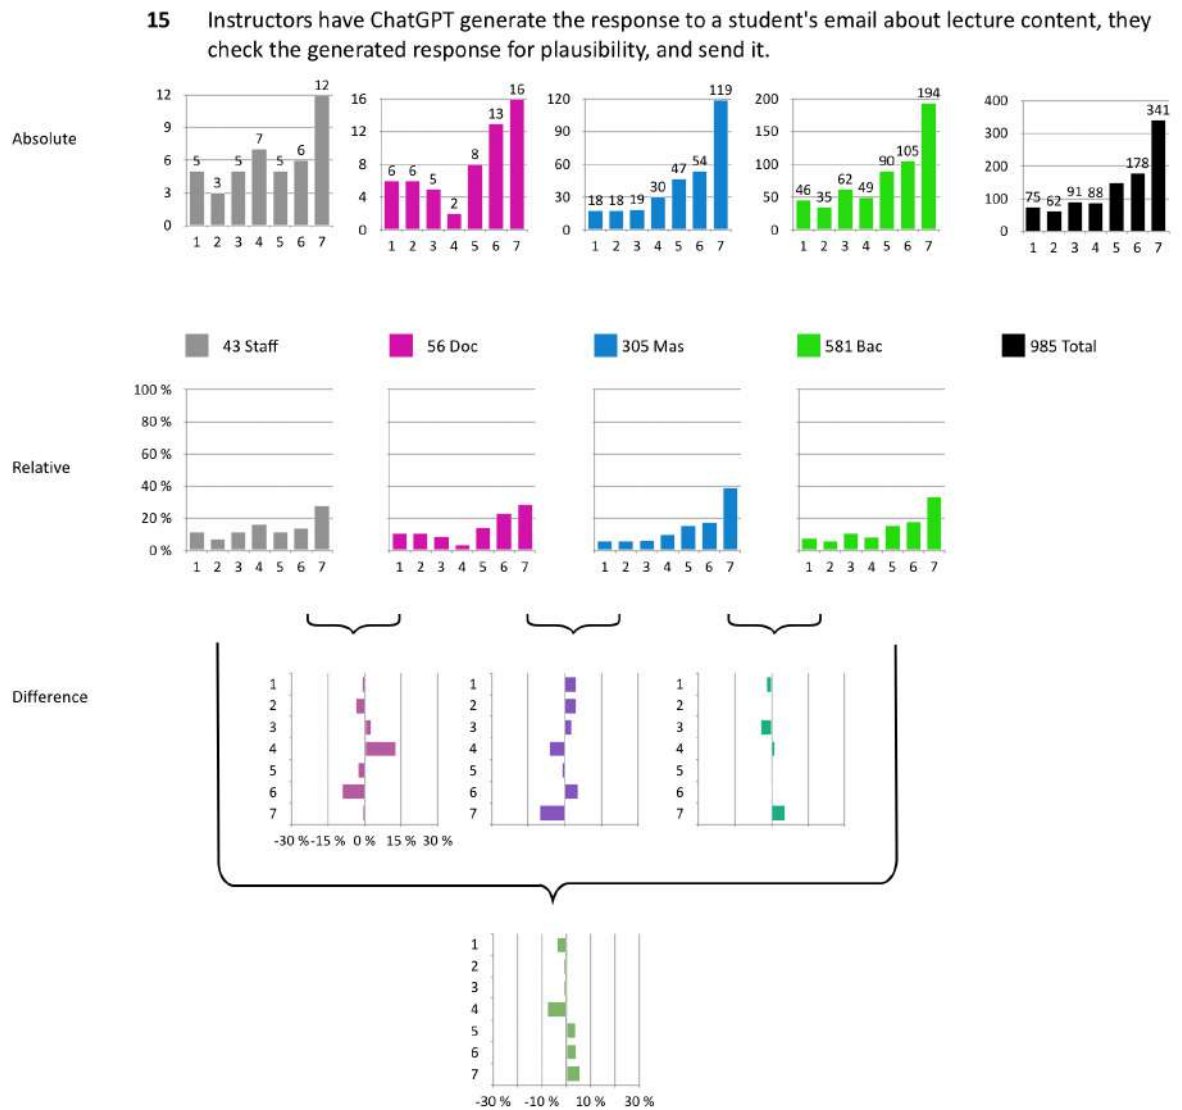 15 Instructors have ChatGPT generate the response to a student's email about lecture content, they
check the generated response for plausibility, and send it.
Absolute
12
9
6
3
0
5 3 5 7 5 6 12
1 2 3 4 5 6 7
16
12
8
4
0
6 6 5 2 8 13 16
1 2 3 4 5 6 7
120
90
60
30
0
18 18 19 30 47 54 119
1 2 3 4 5 6 7
200
150
100
50
0
46 35 62 49 90 105 194
1 2 3 4 5 6 7
400
300
200
100
0
75 62 91 88 178 341
1 2 3 4 5 6 7
43 Staff 56 Doc 305 Mas 581 Bac 985 Total
Relative
100 %
80 %
60 %
40 %
20 %
0 %
1 2 3 4 5 6 7
1 2 3 4 5 6 7
1 2 3 4 5 6 7
1 2 3 4 5 6 7
Difference
1
2
3
4
5
6
7
-30 % -15 % 0 % 15 % 30 %
1
2
3
4
5
6
7
1
2
3
4
5
6
7
1
2
3
4
5
6
7
-30 % -10 % 10 % 30 %